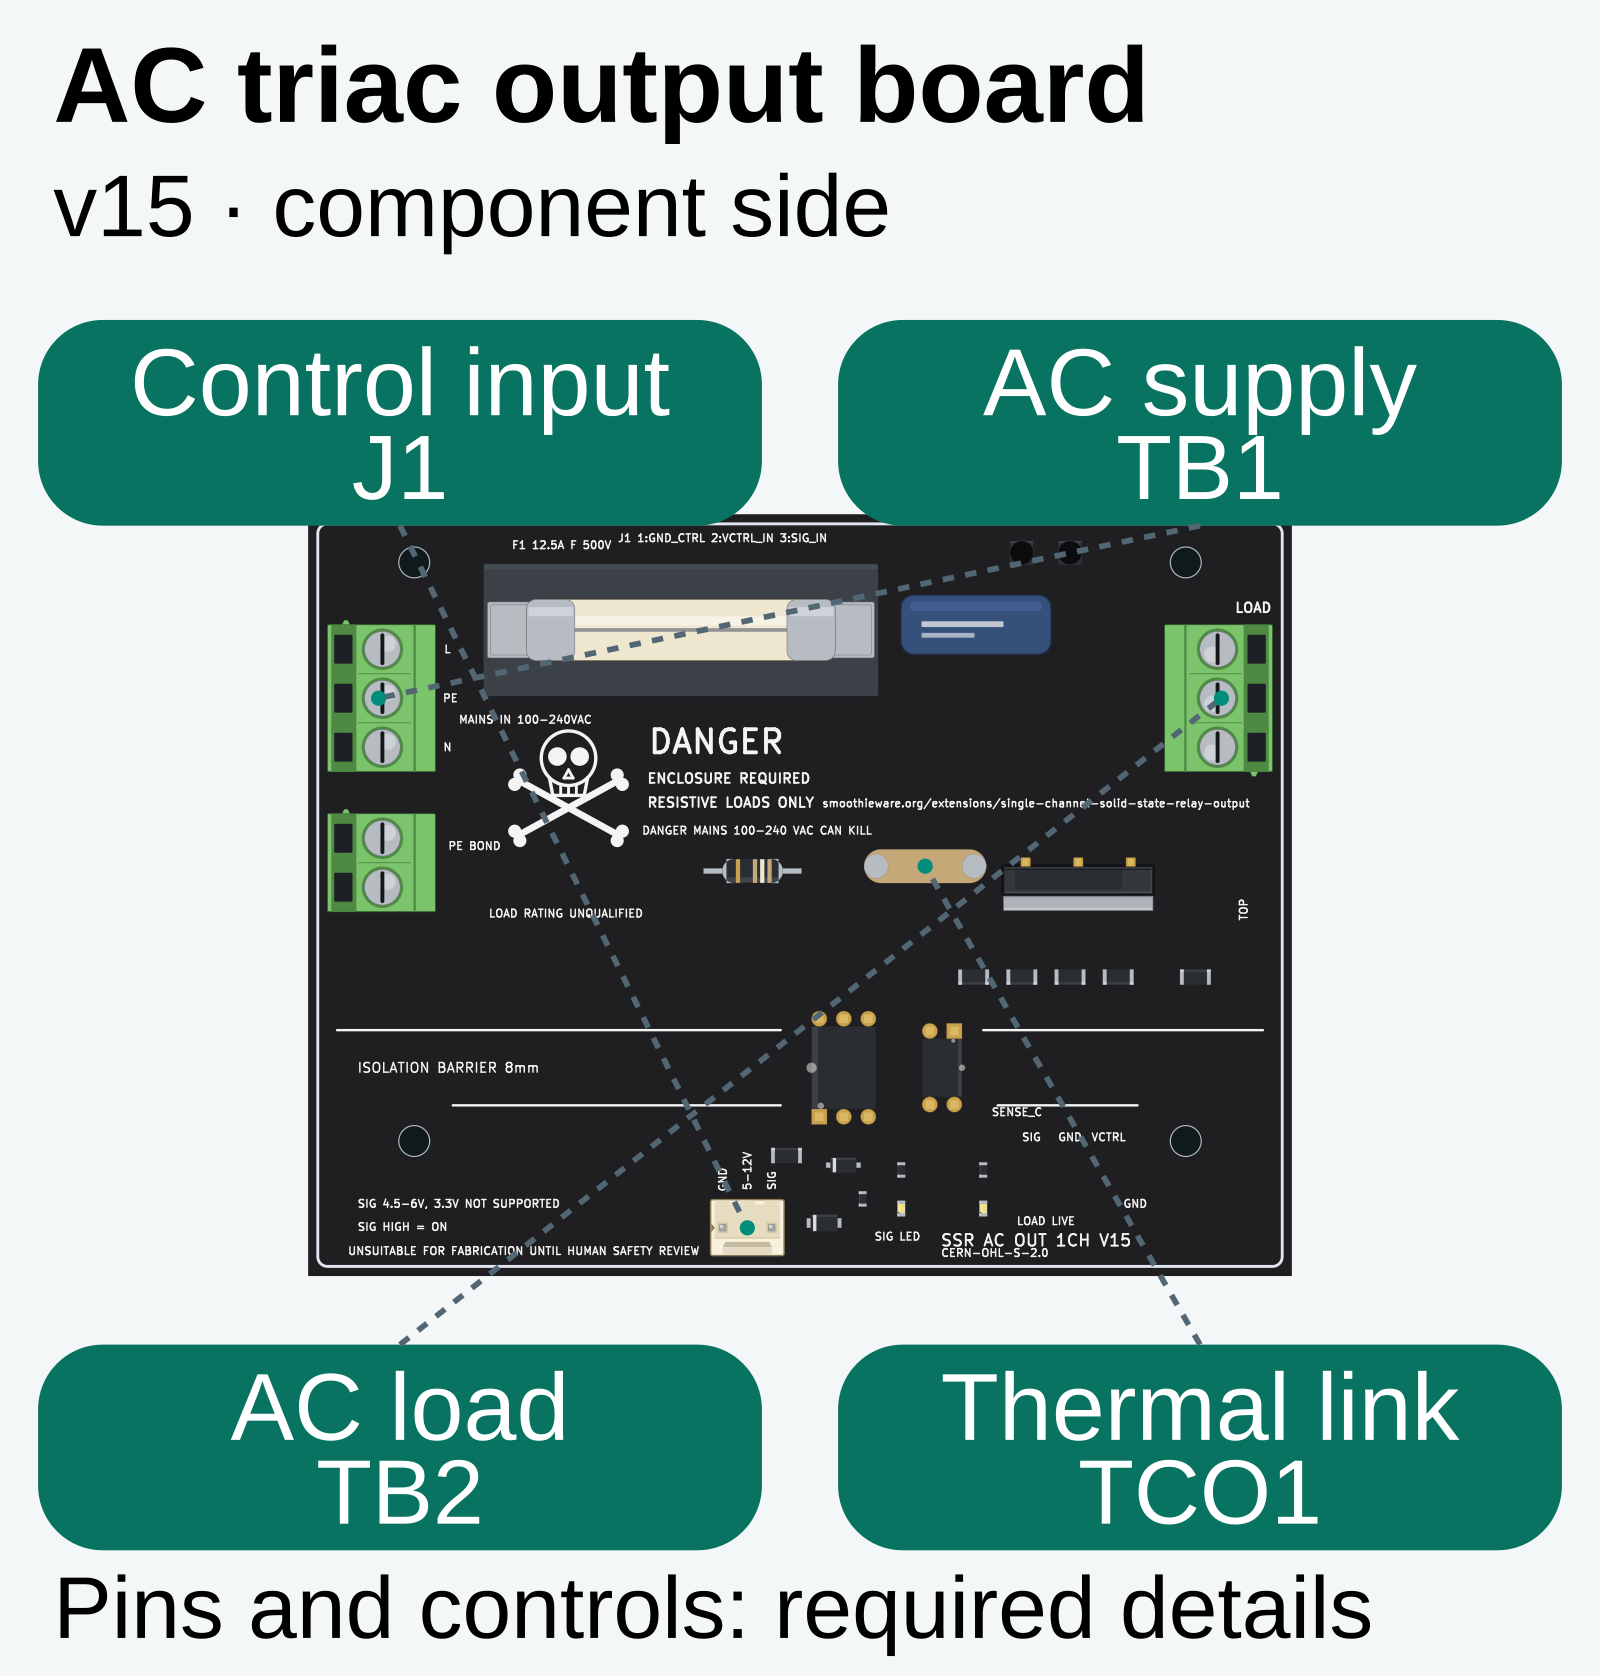 AC triac output board
v15 · component side
Control input
J1
AC supply
TB1
F1 12.5A F 500V
J1 1:GND_CTRL 2:VCTRL_IN 3:SIG_IN
LOAD
L
PE
MAINS IN 100-240VAC
N
DANGER
ENCLOSURE REQUIRED
RESISTIVE LOADS ONLY
smoothieware.org/extensions/single-channel-solid-state-relay-output
DANGER MAINS 100-240 VAC CAN KILL
PE BOND
LOAD RATING UNQUALIFIED
TOP
ISOLATION BARRIER 8mm
SENSE_C
SIG GND VCTRL
GND
5-12V
SIG
SIG 4.5-6V, 3.3V NOT SUPPORTED
GND
SIG HIGH = ON
LOAD LIVE
SIG LED
SSR AC OUT 1CH V15
UNSUITABLE FOR FABRICATION UNTIL HUMAN SAFETY REVIEW
CERN-OHL-S-2.0
AC load
TB2
Thermal link
TCO1
Pins and controls: required details